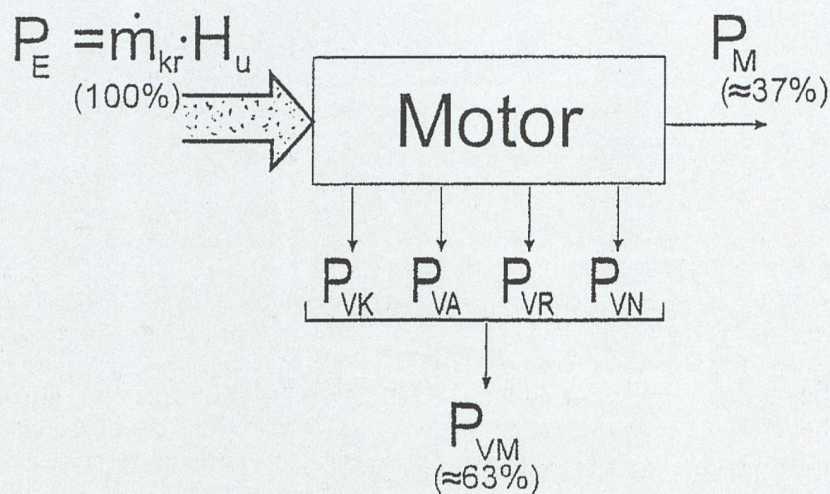 P_E = ṁ_kr · H_u
(100%)
Motor
P_M
(≈37%)
P_VK P_VA P_VR P_VN
P_VM
(≈63%)